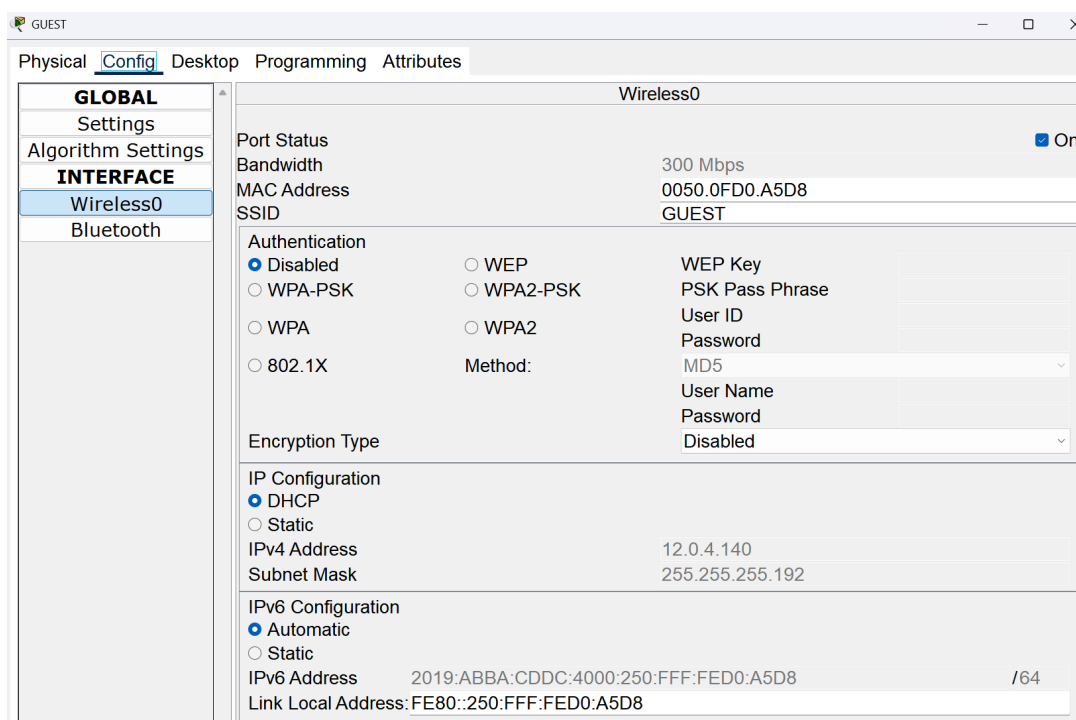 GUEST
Physical Config Desktop Programming Attributes
GLOBAL
Settings
Algorithm Settings
INTERFACE
Wireless0
Bluetooth
Wireless0
Port Status On
Bandwidth 300 Mbps
MAC Address 0050.0FD0.A5D8
SSID GUEST
Authentication
Disabled WEP WEP Key
WPA-PSK WPA2-PSK PSK Pass Phrase
User ID
WPA WPA2
Password
802.1X Method: MD5
User Name
Password
Encryption Type Disabled
IP Configuration
DHCP
Static
IPv4 Address 12.0.4.140
Subnet Mask 255.255.255.192
IPv6 Configuration
Automatic
Static
IPv6 Address 2019:ABBA:CDDC:4000:250:FFF:FED0:A5D8 /64
Link Local Address: FE80::250:FFF:FED0:A5D8